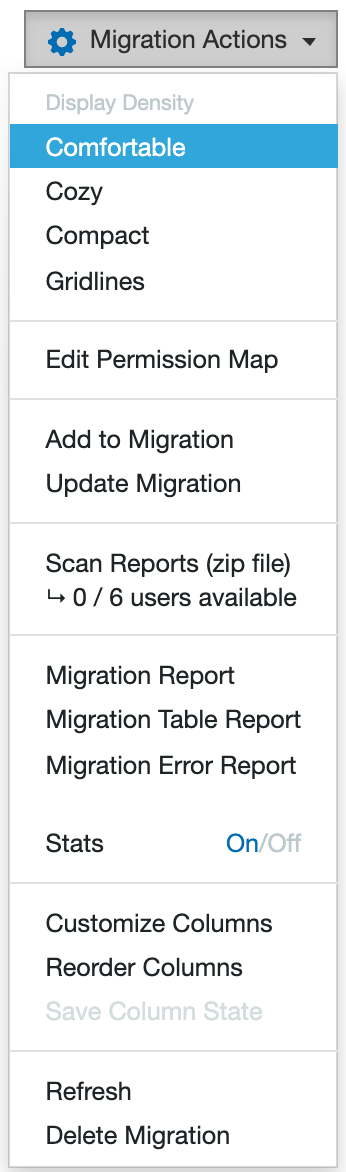 Migration Actions
Display Density
Comfortable
Cozy
Compact
Gridlines
Edit Permission Map
Add to Migration
Update Migration
Scan Reports (zip file)
↳ 0 / 6 users available
Migration Report
Migration Table Report
Migration Error Report
Stats On/Off
Customize Columns
Reorder Columns
Save Column State
Refresh
Delete Migration